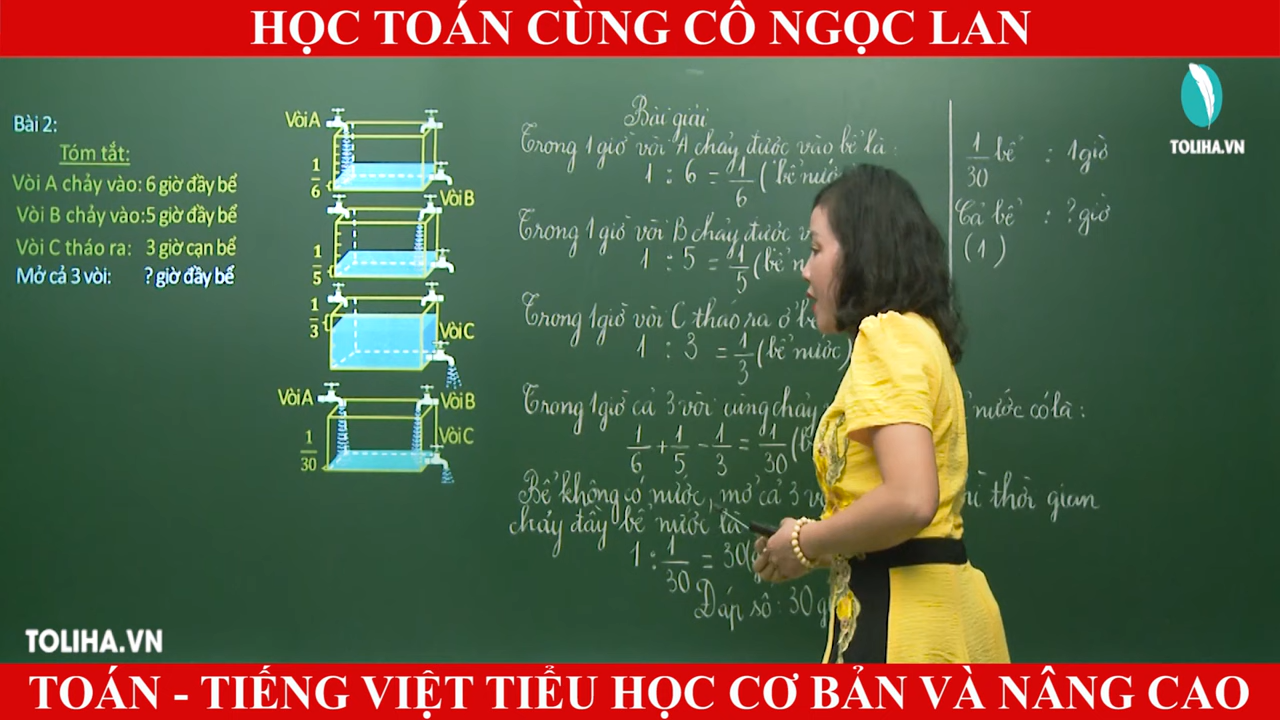 HỌC TOÁN CÙNG CÔ NGỌC LAN
TOLIHA.VN
Bài 2:
Tóm tắt:
Vòi A chảy vào: 6 giờ đầy bể
Vòi B chảy vào: 5 giờ đầy bể
Vòi C tháo ra: 3 giờ cạn bể
Mở cả 3 vòi: ? giờ đầy bể
Vòi A
1/6
Vòi B
1/5
1/3
Vòi C
Vòi A
Vòi B
Vòi C
1/30
Bài giải
Trong 1 giờ vòi A chảy được vào bể là:
1 : 6 = 1/6 (bể nước
Trong 1 giờ vòi B chảy được
1 : 5 = 1/5 (bể
Trong 1 giờ vòi C tháo ra ở
1 : 3 = 1/3 (bể nước)
Trong 1 giờ cả 3 vòi cùng chảy nước có là:
1/6 + 1/5 - 1/3 = 1/30
Bể không có nước, mở cả 3 thời gian
chảy đầy bể nước là
1 : 1/30 = 30
Đáp số: 30
1/30 bể : 1 giờ
Cả bể : ? giờ
(1)
TOLIHA.VN
TOÁN - TIẾNG VIỆT TIỂU HỌC CƠ BẢN VÀ NÂNG CAO